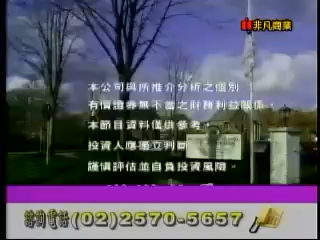 非凡商業
本公司與所推介分析之個別
有價證券無不當之財務利益關係,
本節目資料僅供參考,
投資人應獨立判斷
謹慎評估並自負投資風險
諮詢電話 (02)2570-5657